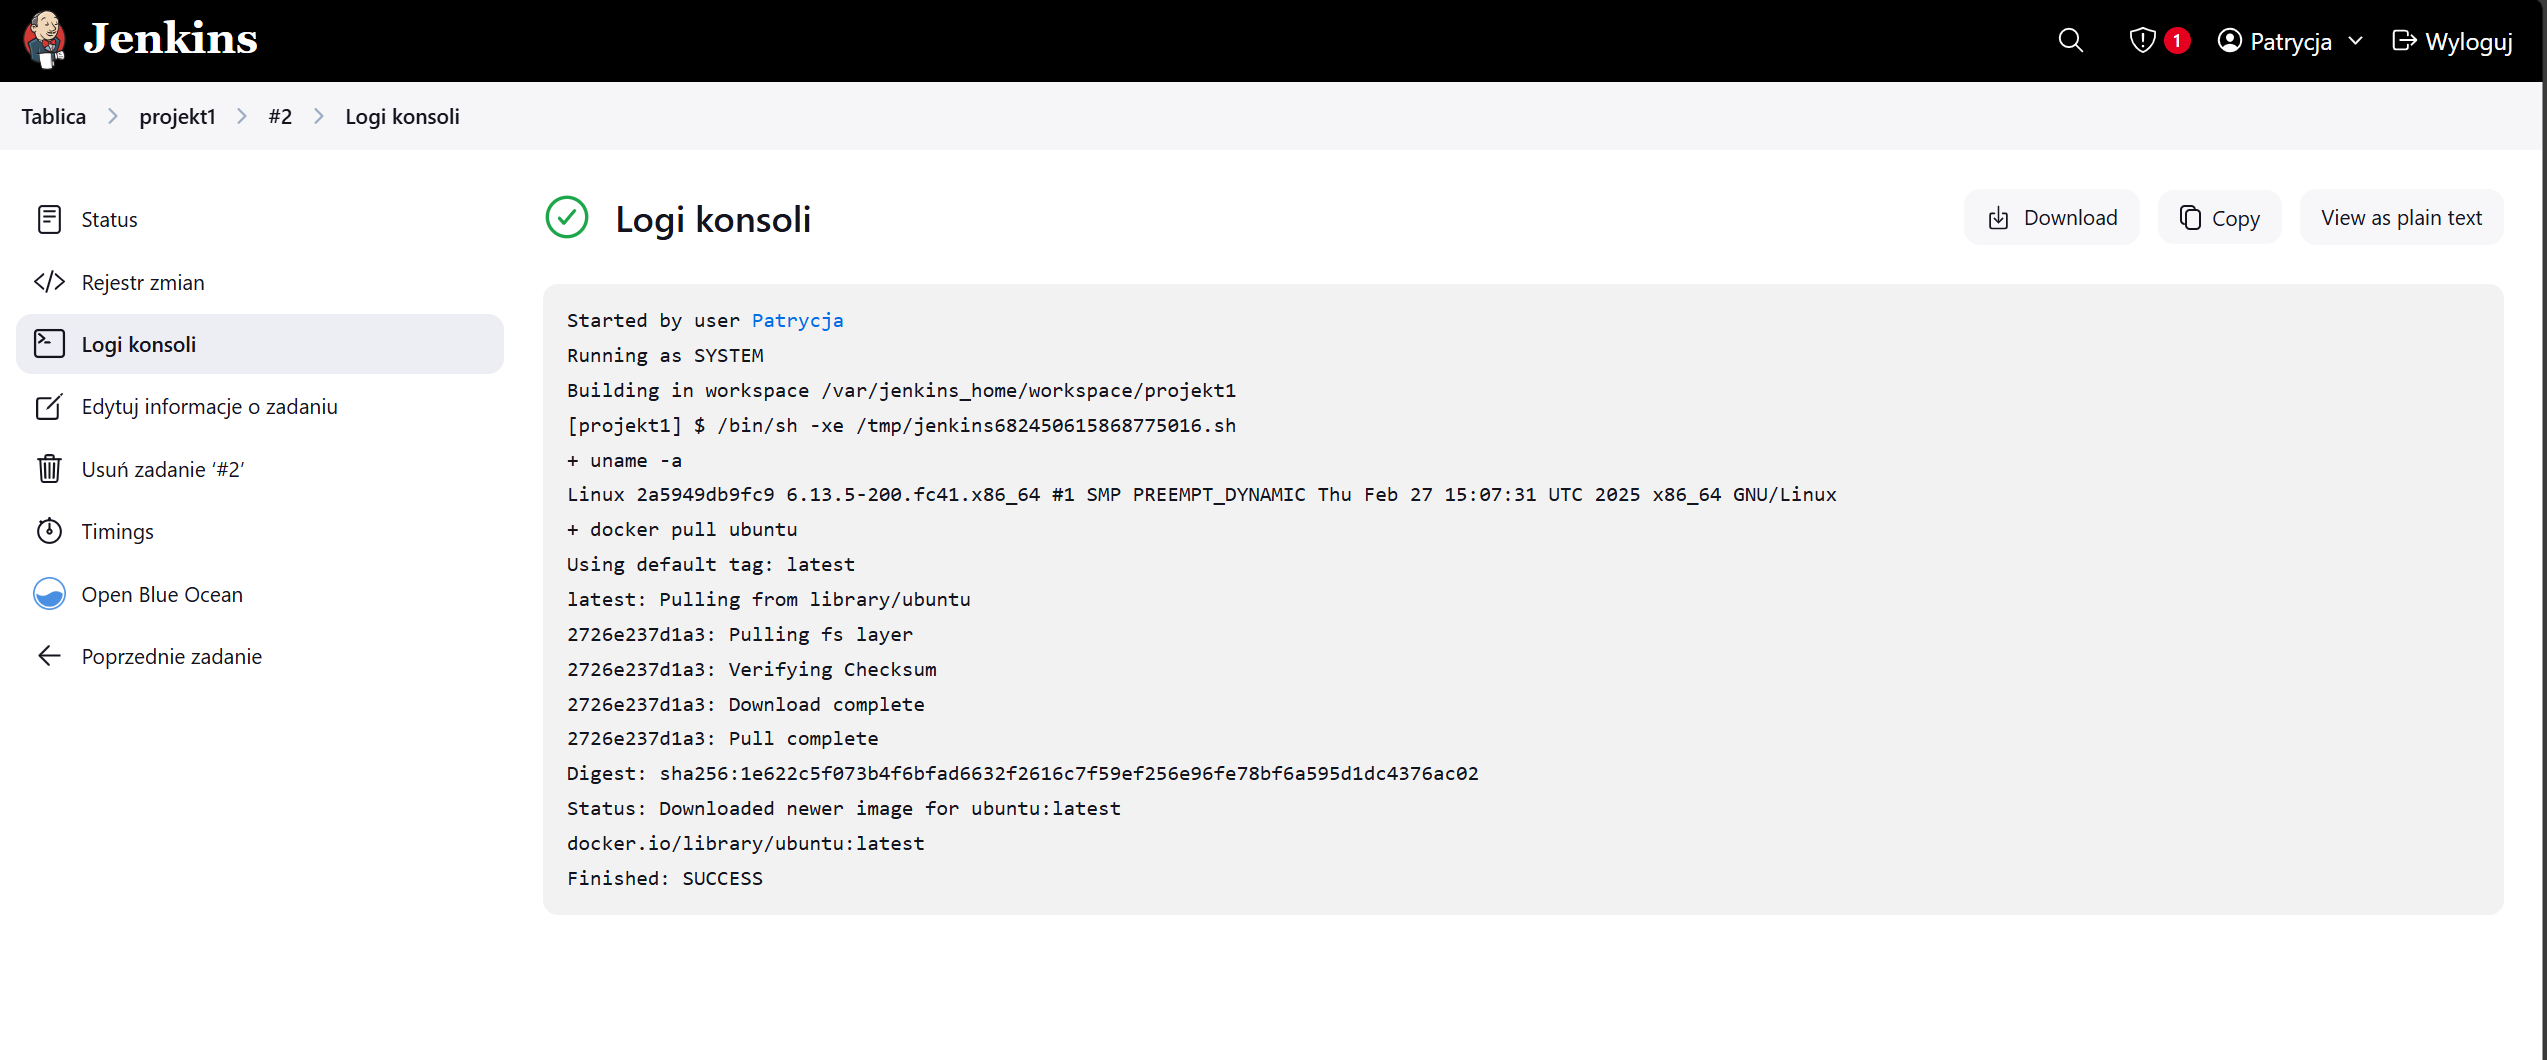 Jenkins
1
Patrycja
Wyloguj
Tablica
projekt1
#2
Logi konsoli
Status
Rejestr zmian
Logi konsoli
Edytuj informacje o zadaniu
Usuń zadanie ‘#2’
Timings
Open Blue Ocean
Poprzednie zadanie
Logi konsoli
Download
Copy
View as plain text
Started by user Patrycja
Running as SYSTEM
Building in workspace /var/jenkins_home/workspace/projekt1
[projekt1] $ /bin/sh -xe /tmp/jenkins682450615868775016.sh
+ uname -a
Linux 2a5949db9fc9 6.13.5-200.fc41.x86_64 #1 SMP PREEMPT_DYNAMIC Thu Feb 27 15:07:31 UTC 2025 x86_64 GNU/Linux
+ docker pull ubuntu
Using default tag: latest
latest: Pulling from library/ubuntu
2726e237d1a3: Pulling fs layer
2726e237d1a3: Verifying Checksum
2726e237d1a3: Download complete
2726e237d1a3: Pull complete
Digest: sha256:1e622c5f073b4f6bfad6632f2616c7f59ef256e96fe78bf6a595d1dc4376ac02
Status: Downloaded newer image for ubuntu:latest
docker.io/library/ubuntu:latest
Finished: SUCCESS